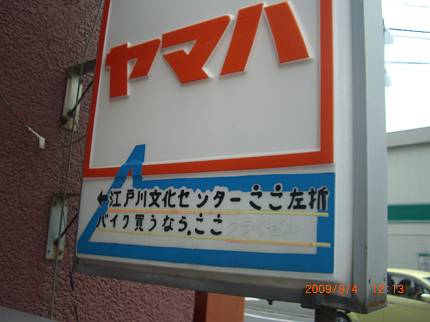 ヤマハ
←江戸川文化センターここ左折
バイク買うなら、ここ
2009/8/4 12:13